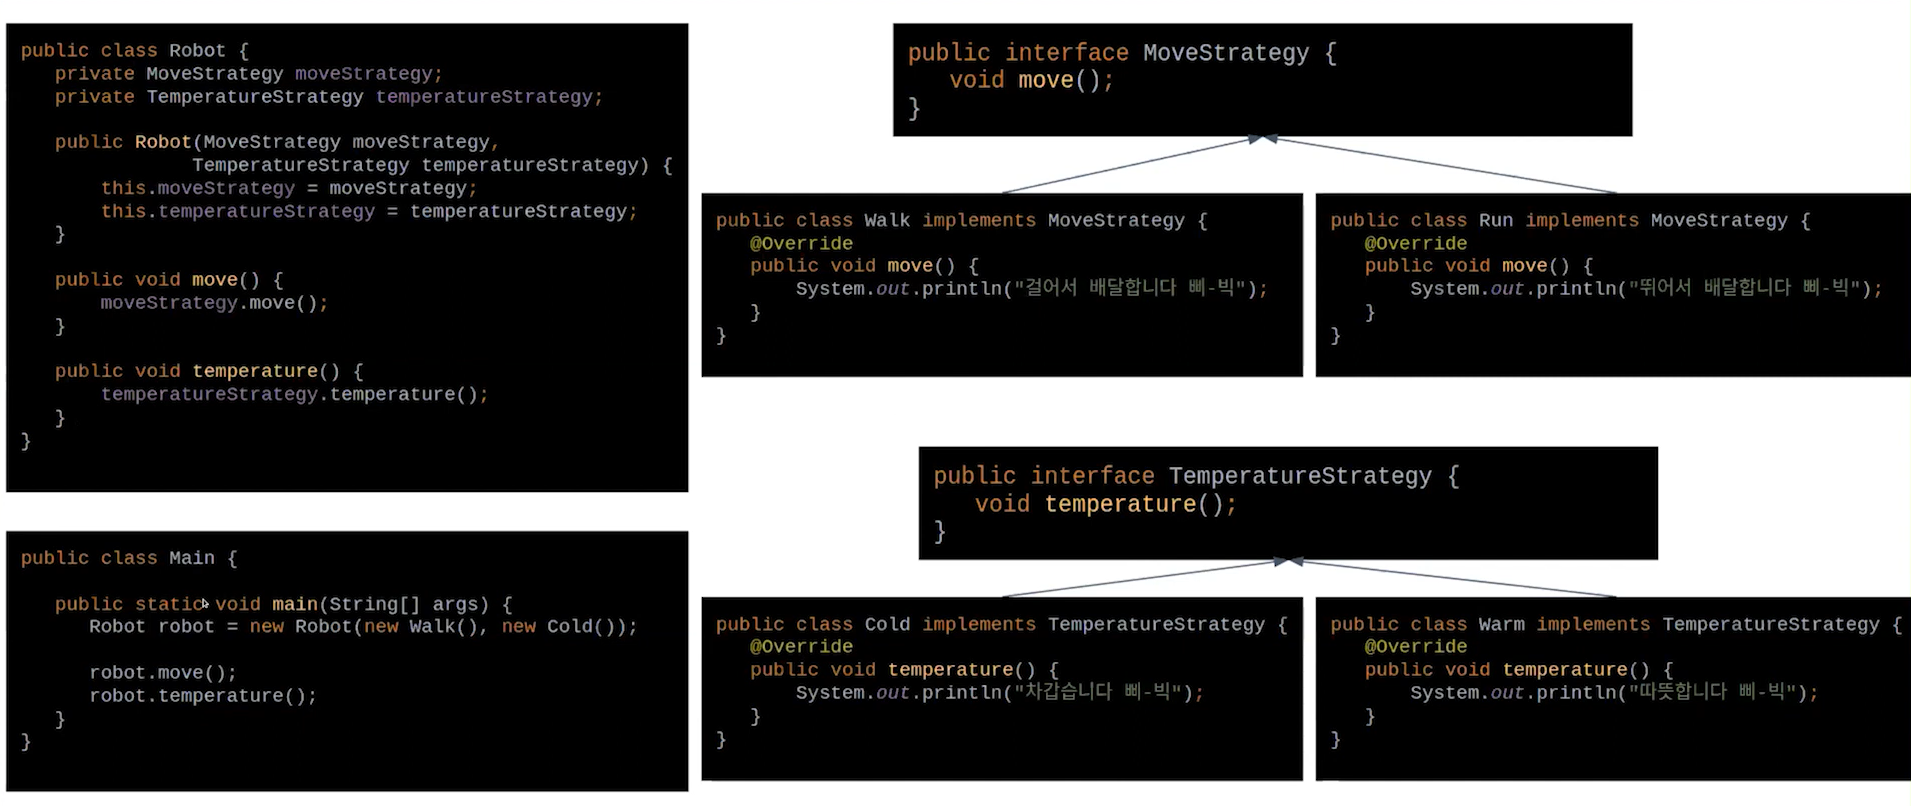 public class Robot {
private MoveStrategy moveStrategy;
private TemperatureStrategy temperatureStrategy;
public Robot(MoveStrategy moveStrategy,
TemperatureStrategy temperatureStrategy) {
this.moveStrategy = moveStrategy;
this.temperatureStrategy = temperatureStrategy;
}
public void move() {
moveStrategy.move();
}
public void temperature() {
temperatureStrategy.temperature();
}
}
public class Main {
public static void main(String[] args) {
Robot robot = new Robot(new Walk(), new Cold());
robot.move();
robot.temperature();
}
}
public interface MoveStrategy {
void move();
}
public class Walk implements MoveStrategy {
@Override
public void move() {
System.out.println("걸어서 배달합니다 삐-빅");
}
}
public class Run implements MoveStrategy {
@Override
public void move() {
System.out.println("뛰어서 배달합니다 삐-빅");
}
}
public interface TemperatureStrategy {
void temperature();
}
public class Cold implements TemperatureStrategy {
@Override
public void temperature() {
System.out.println("차갑습니다 삐-빅");
}
}
public class Warm implements TemperatureStrategy {
@Override
public void temperature() {
System.out.println("따뜻합니다 삐-빅");
}
}